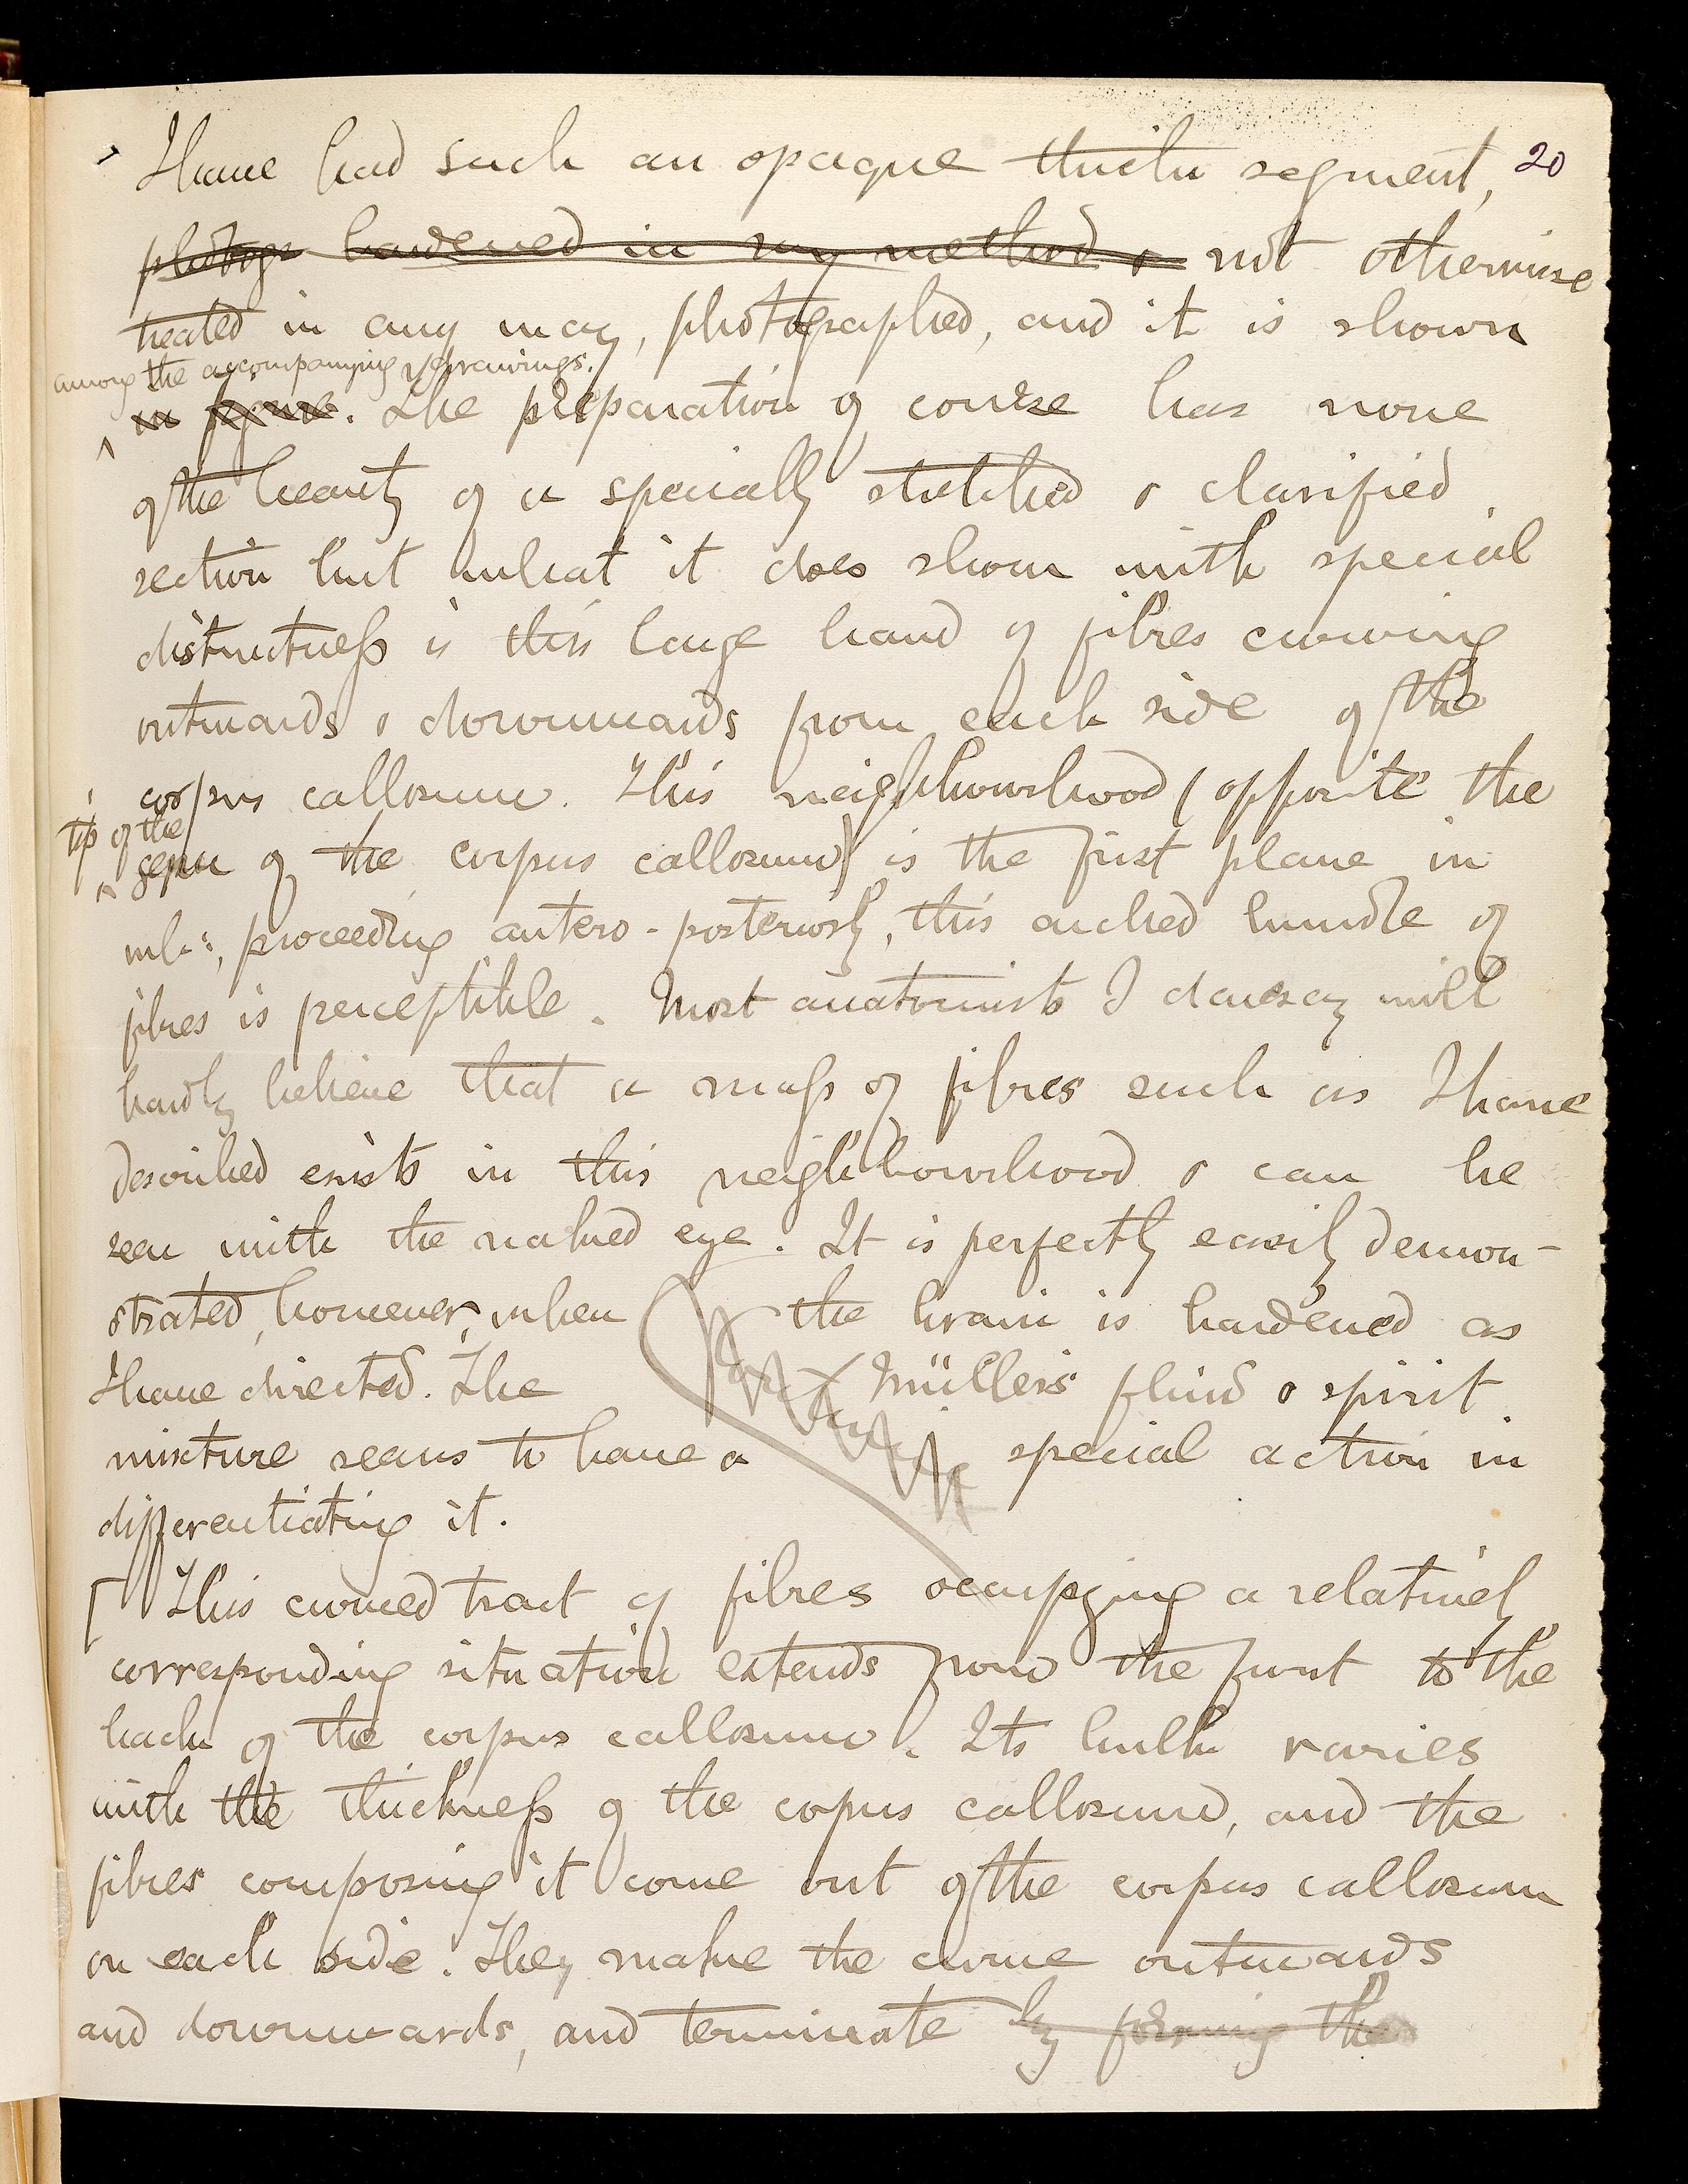 I have had such an opaque thick segment, 20
photogr hardened in my method & not otherwise
treated in any way, photographed, and it is shown
among the accompanying drawings.
in figure. The preparation of course has none
of the beauty of a specially stretched & clarified
section but what it does show with special
distinctness is this large band of fibres curving
outwards & downwards from each side of the
corpus callosum. This neighbourhood (opposite the
tip of the
genu of the corpus callosum) is the first plane in
wh:, proceeding antero-posteriorly, this arched bundle of
fibres is perceptible. Most anatomists I daresay will
hardly believe that a mass of fibres such as I have
described exists in this neighbourhood & can be
seen with the naked eye. It is perfectly easily demon-
strated, however, when the brain is hardened as
I have directed. The Müller's fluid & spirit
mixture seems to have a special action in
differentiating it.
[ This curved tract of fibres occupying a relatively
corresponding situation extends from the front to the
back of the corpus callosum. Its bulk varies
with the thickness of the corpus callosum, and the
fibres composing it come out of the corpus callosum
on each side. They make the curve outwards
and downwards, and terminate by forming the